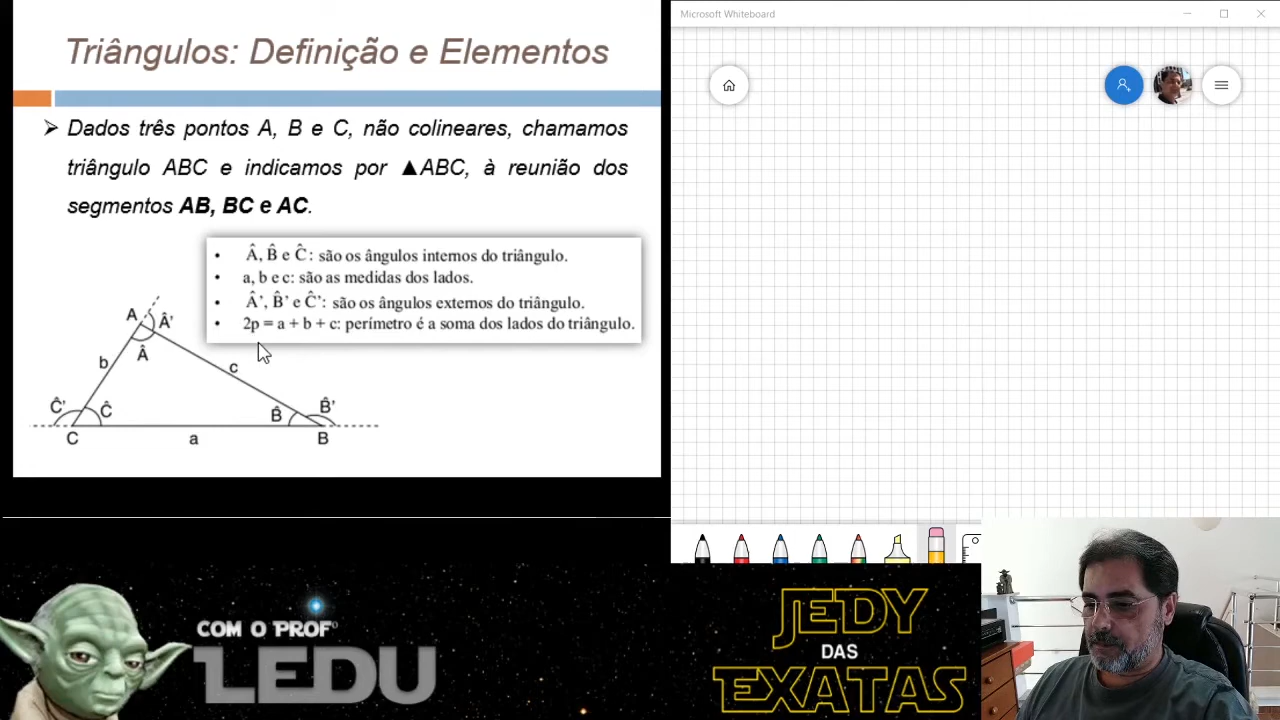 Triângulos: Definição e Elementos
➤ Dados três pontos A, B e C, não colineares, chamamos
triângulo ABC e indicamos por ▲ABC, à reunião dos
segmentos AB, BC e AC.
• Â, B̂ e Ĉ: são os ângulos internos do triângulo.
• a, b e c: são as medidas dos lados.
• Â', B̂' e Ĉ': são os ângulos externos do triângulo.
• 2p = a + b + c: perímetro é a soma dos lados do triângulo.
A Â'
Â
b
c
Ĉ' Ĉ
B̂ B̂'
C a B
Microsoft Whiteboard
COM O PROFº
LEDU
JEDY
DAS
EXATAS